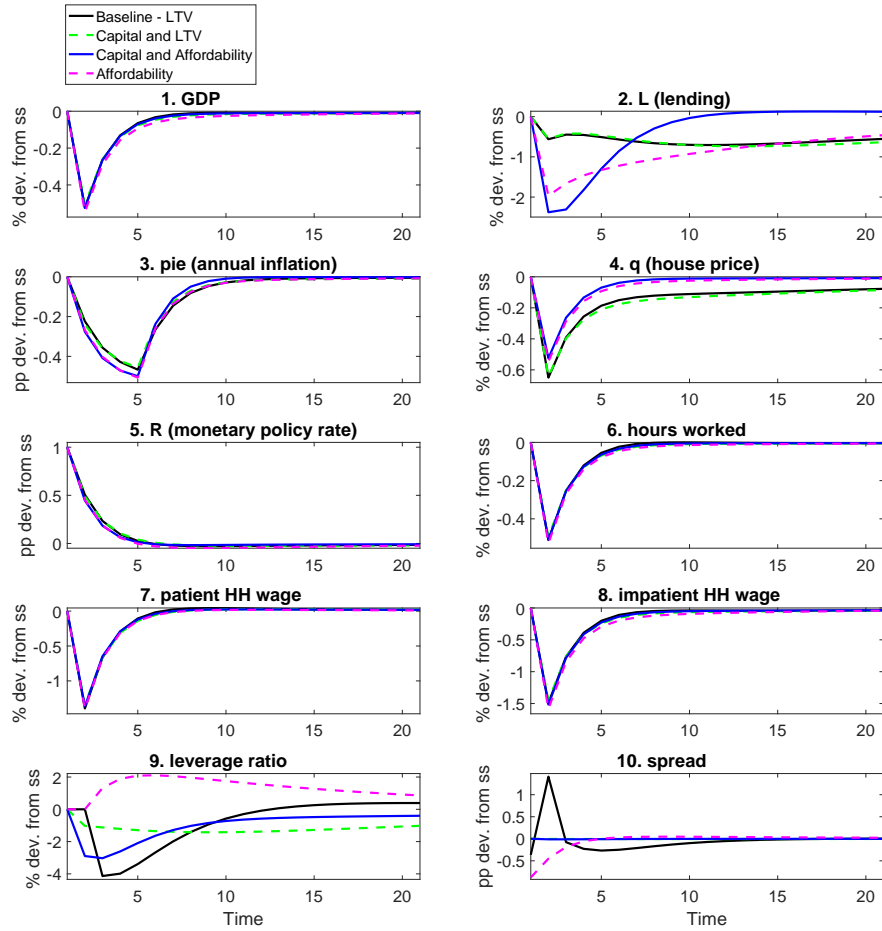 Baseline - LTV
Capital and LTV
Capital and Affordability
Affordability
1. GDP
% dev. from ss
0
-0.2
-0.4
5 10 15 20
2. L (lending)
% dev. from ss
0
-1
-2
5 10 15 20
3. pie (annual inflation)
pp dev. from ss
0
-0.2
-0.4
5 10 15 20
4. q (house price)
% dev. from ss
0
-0.2
-0.4
-0.6
5 10 15 20
5. R (monetary policy rate)
pp dev. from ss
1
0.5
0
5 10 15 20
6. hours worked
% dev. from ss
0
-0.2
-0.4
5 10 15 20
7. patient HH wage
% dev. from ss
0
-0.5
-1
5 10 15 20
8. impatient HH wage
% dev. from ss
0
-0.5
-1
-1.5
5 10 15 20
9. leverage ratio
% dev. from ss
2
0
-2
-4
5 10 15 20
Time
10. spread
pp dev. from ss
1
0.5
0
-0.5
5 10 15 20
Time